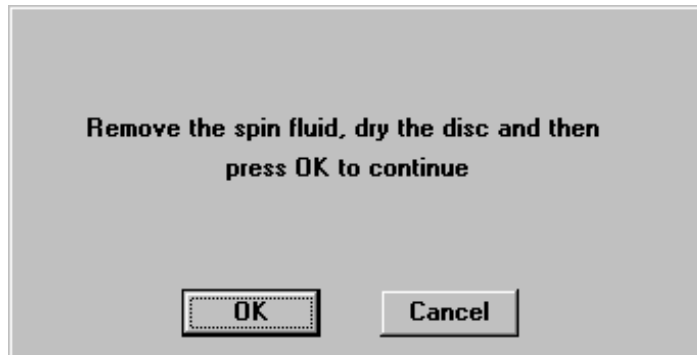 Remove the spin fluid, dry the disc and then
press OK to continue
OK
Cancel